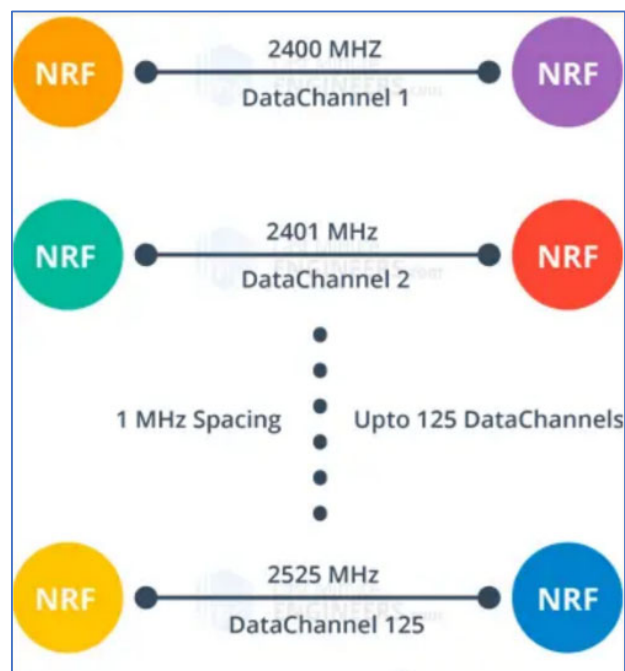 NRF 2400 MHZ NRF
DataChannel 1
NRF 2401 MHz NRF
DataChannel 2
1 MHz Spacing Upto 125 DataChannels
NRF 2525 MHz NRF
DataChannel 125